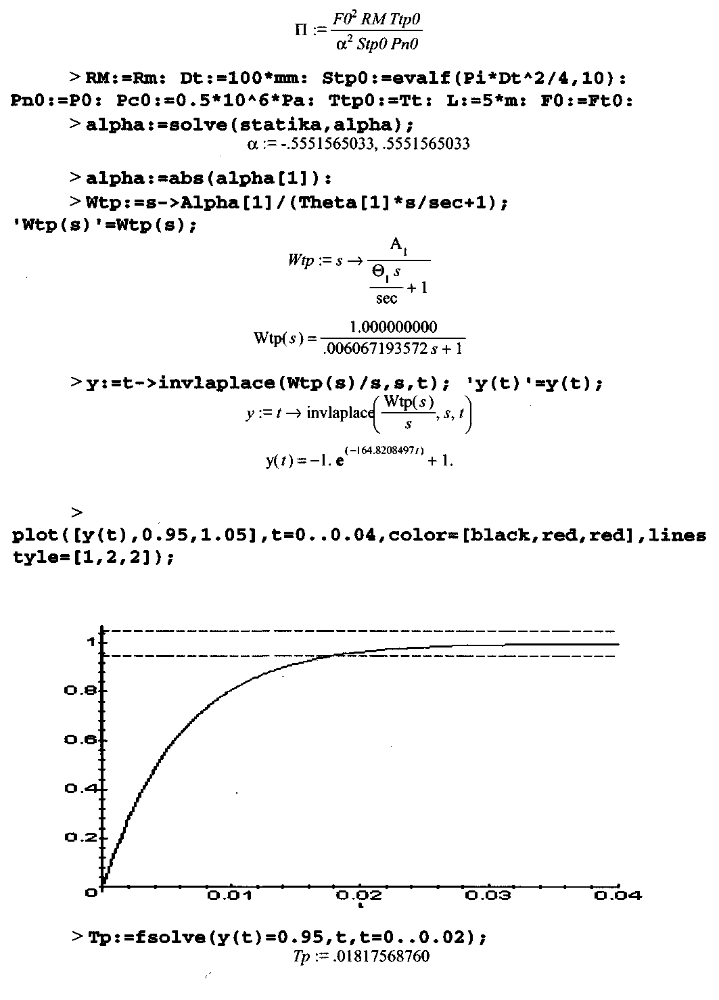 Π := F0² RM Ttp0 / α² Stp0 Pn0
> RM:=Rm: Dt:=100*mm: Stp0:=evalf(Pi*Dt^2/4,10):
Pn0:=P0: Pc0:=0.5*10^6*Pa: Ttp0:=Tt: L:=5*m: F0:=Ft0:
> alpha:=solve(statika,alpha);
α := -.5551565033, .5551565033
> alpha:=abs(alpha[1]):
> Wtp:=s->Alpha[1]/(Theta[1]*s/sec+1);
'Wtp(s)'=Wtp(s);
Wtp := s → A₁ / (Θ₁ s / sec + 1)
Wtp(s) = 1.000000000 / .006067193572 s + 1
> y:=t->invlaplace(Wtp(s)/s,s,t); 'y(t)'=y(t);
y := t → invlaplace(Wtp(s) / s, s, t)
y(t) = -1. e^(-164.8208497 t) + 1.
>
plot([y(t),0.95,1.05],t=0..0.04,color=[black,red,red],lines
tyle=[1,2,2]);
1
0.8
0.6
0.4
0.2
0
0.01 0.02 0.03 0.04
t
> Tp:=fsolve(y(t)=0.95,t,t=0..0.02);
Tp := .01817568760